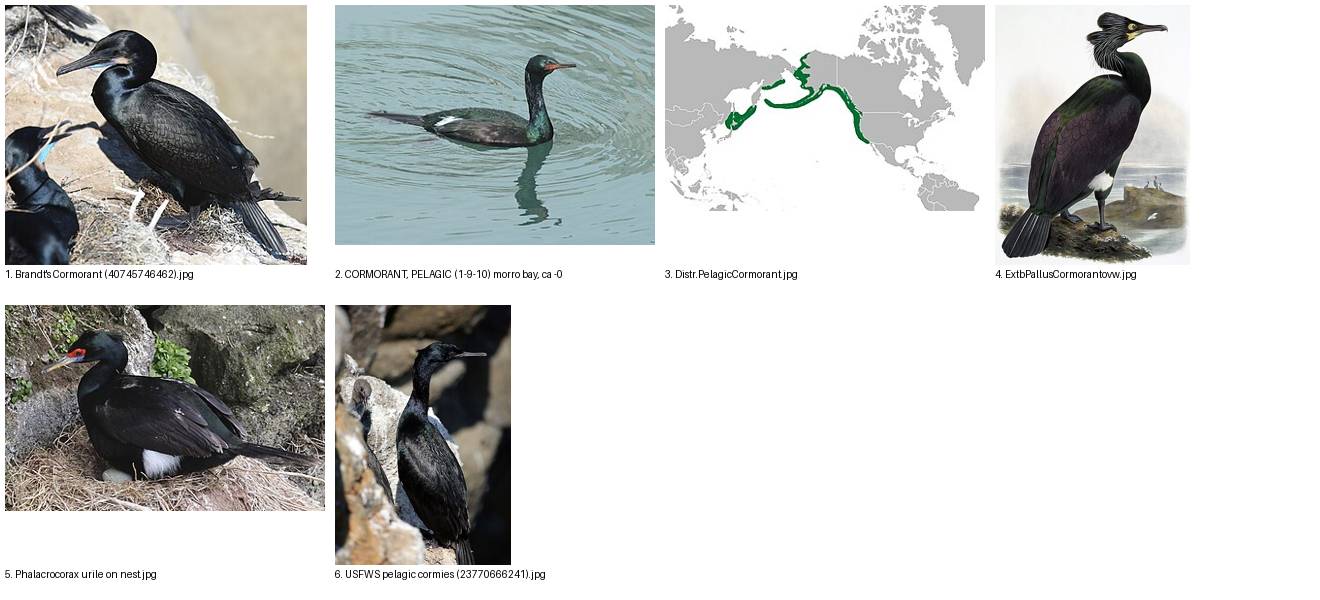 1. Brandt's Cormorant (40745746462).jpg
2. CORMORANT, PELAGIC (1-9-10) morro bay, ca -0
3. Distr.PelagicCormorant.jpg
4. ExtbPallusCormorantovw.jpg
5. Phalacrocorax urile on nest.jpg
6. USFWS pelagic cormies (23770666241).jpg